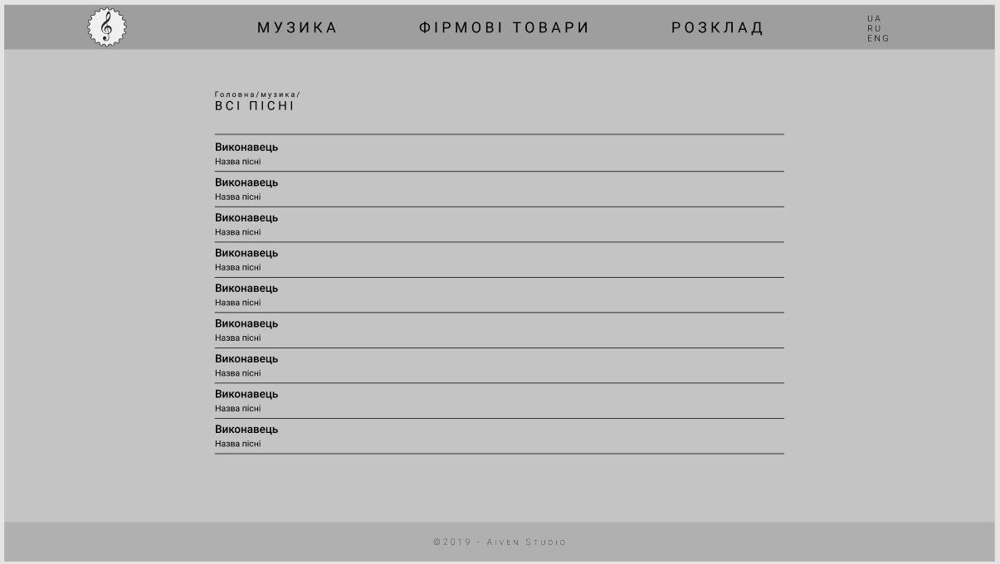 МУЗИКА
ФІРМОВІ ТОВАРИ
РОЗКЛАД
UA
RU
ENG
Головна/музика/
ВСІ ПІСНІ
Виконавець
Назва пісні
Виконавець
Назва пісні
Виконавець
Назва пісні
Виконавець
Назва пісні
Виконавець
Назва пісні
Виконавець
Назва пісні
Виконавець
Назва пісні
Виконавець
Назва пісні
Виконавець
Назва пісні
©2019 - Aiven Studio